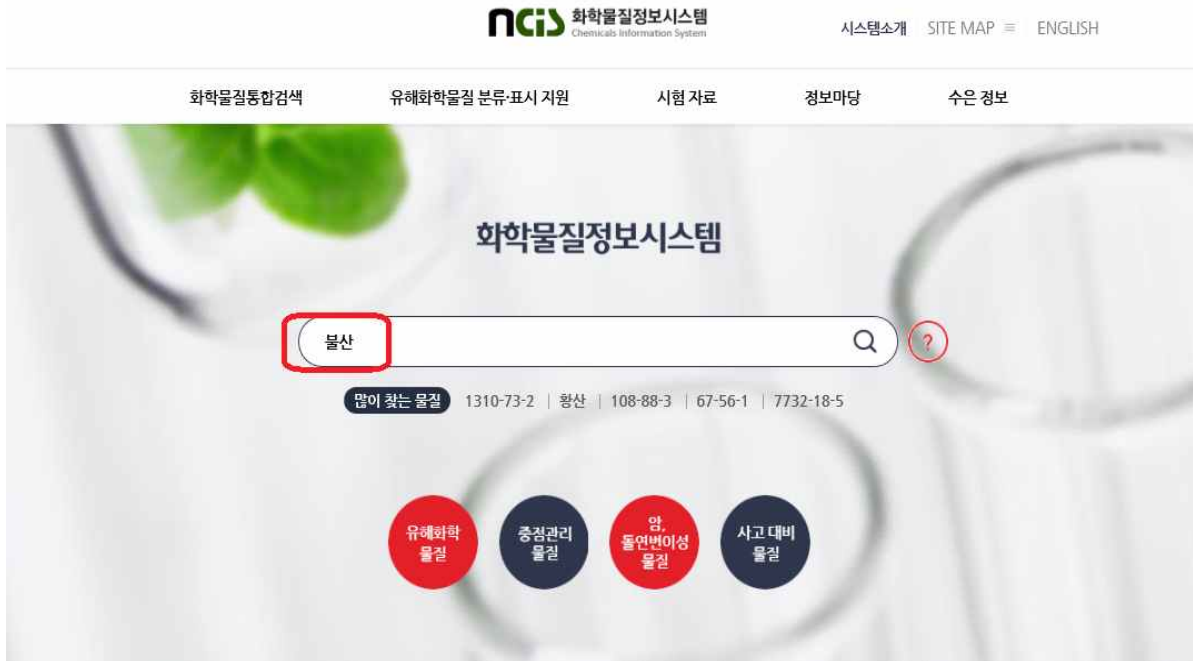 ncis 화학물질정보시스템
Chemicals Information System
시스템소개 SITE MAP ≡ ENGLISH
화학물질통합검색 유해화학물질 분류·표시 지원 시험 자료 정보마당 수은 정보
화학물질정보시스템
불산
?
많이 찾는 물질 1310-73-2 | 황산 | 108-88-3 | 67-56-1 | 7732-18-5
유해화학
물질
중점관리
물질
암,
돌연변이성
물질
사고 대비
물질